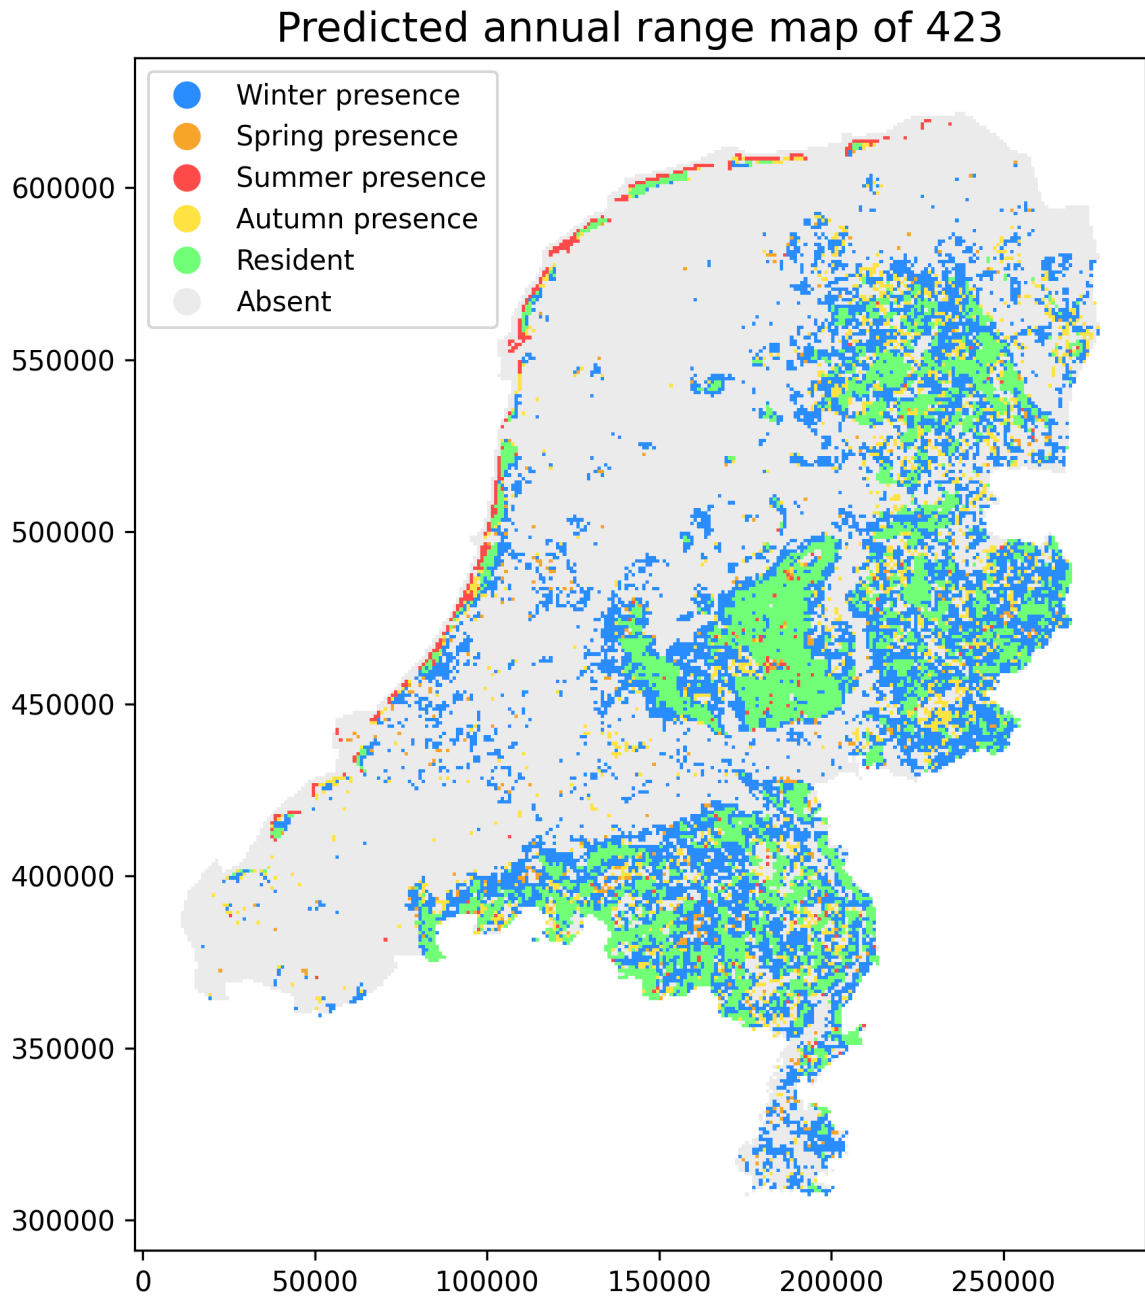 Predicted annual range map of 423
Winter presence
Spring presence
Summer presence
Autumn presence
Resident
Absent
600000
550000
500000
450000
400000
350000
300000
0
50000
100000
150000
200000
250000